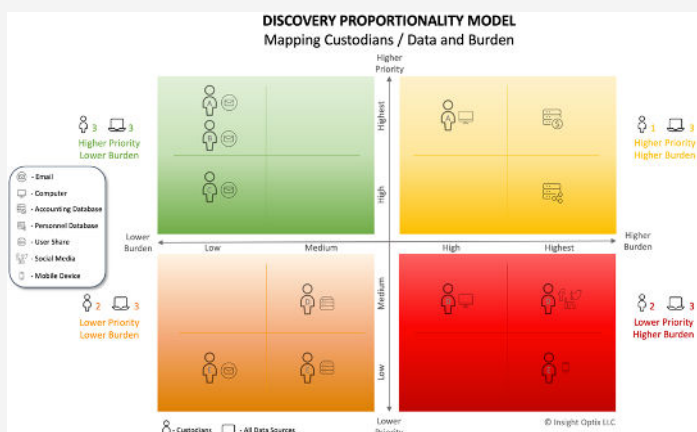 DISCOVERY PROPORTIONALITY MODEL
Mapping Custodians / Data and Burden
Higher
Priority
3 3
Higher Priority
Lower Burden
A
B
C
Highest
High
A
1 3
Higher Priority
Higher Burden
- Email
- Computer
- Accounting Database
- Personnel Database
- User Share
- Social Media
- Mobile Device
Lower
Burden
Low
Medium
High
Highest
Higher
Burden
2 3
Lower Priority
Lower Burden
D
Medium
Low
2 3
Lower Priority
Higher Burden
- Custodians
- All Data Sources
Lower
Priority
© Insight Optix LLC